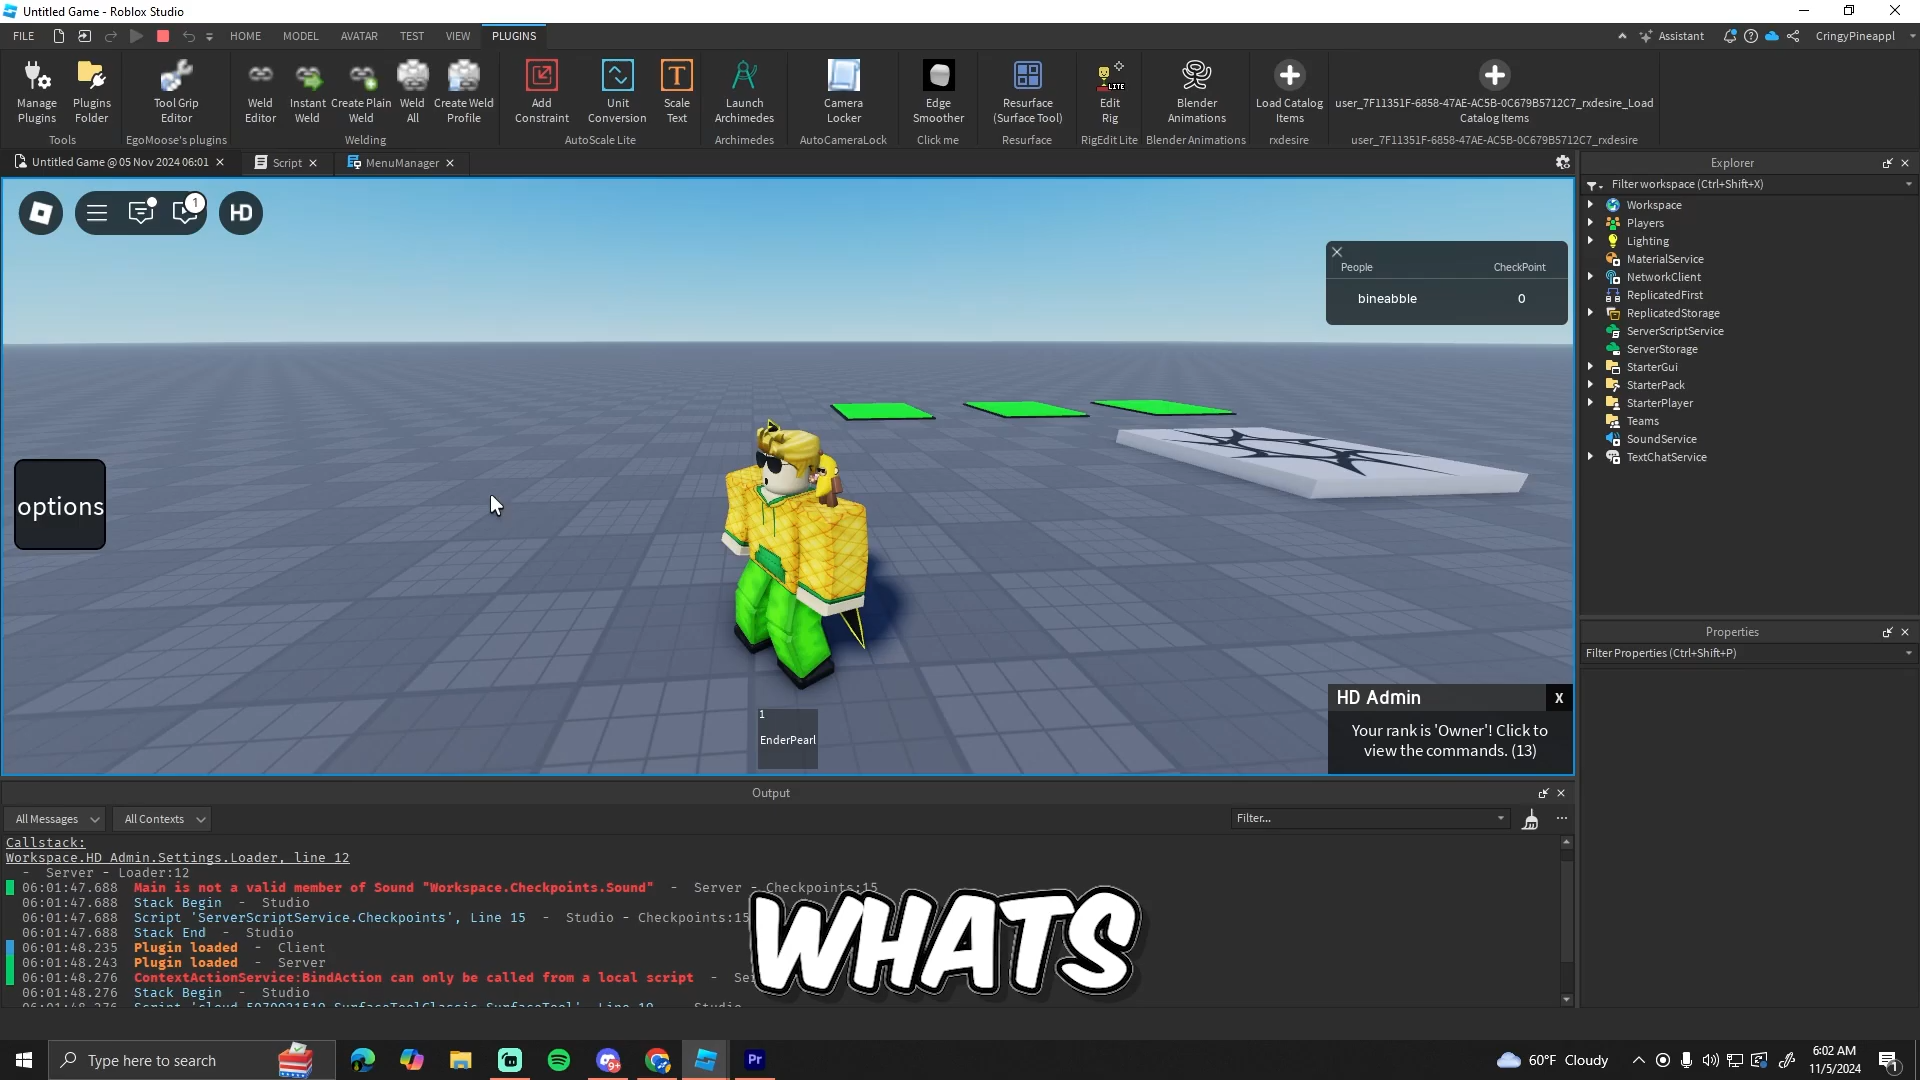 Untitled Game - Roblox Studio
FILE HOME MODEL AVATAR TEST VIEW PLUGINS Assistant CringyPineappl
Manage Plugins
Plugins Folder
Tools
Tool Grip Editor
EgoMoose's plugins
Weld Editor
Instant Weld
Create Plain Weld
Weld All
Create Weld Profile
Welding
Add Constraint
Unit Conversion
Scale Text
AutoScale Lite
Launch Archimedes
Archimedes
Camera Locker
AutoCameraLock
Edge Smoother
Click me
Resurface (Surface Tool)
Resurface
LITE
Edit Rig
RigEdit Lite
Blender Animations
Blender Animations
Load Catalog Items
rxdesire
user_7F11351F-6858-47AE-AC5B-0C679B5712C7_rxdesire_Load Catalog Items
user_7F11351F-6858-47AE-AC5B-0C679B5712C7_rxdesire
Untitled Game @ 05 Nov 2024 06:01
Script
MenuManager
1
HD
People CheckPoint
bineabble 0
options
1
EnderPearl
HD Admin X
Your rank is 'Owner'! Click to
view the commands. (13)
Explorer
Filter workspace (Ctrl+Shift+X)
Workspace
Players
Lighting
MaterialService
NetworkClient
ReplicatedFirst
ReplicatedStorage
ServerScriptService
ServerStorage
StarterGui
StarterPack
StarterPlayer
Teams
SoundService
TextChatService
Properties
Filter Properties (Ctrl+Shift+P)
Output
All Messages All Contexts Filter...
Callstack:
Workspace.HD Admin.Settings.Loader, line 12
- Server - Loader:12
06:01:47.688 Main is not a valid member of Sound "Workspace.Checkpoints.Sound" - Server - Checkpoints:15
06:01:47.688 Stack Begin - Studio
06:01:47.688 Script 'ServerScriptService.Checkpoints', Line 15 - Studio - Checkpoints:15
06:01:47.688 Stack End - Studio
06:01:48.235 Plugin loaded - Client
06:01:48.243 Plugin loaded - Server
06:01:48.276 ContextActionService:BindAction can only be called from a local script -
06:01:48.276 Stack Begin - Studio
WHATS
Type here to search
9+
Pr
60°F Cloudy
6:02 AM
11/5/2024
1